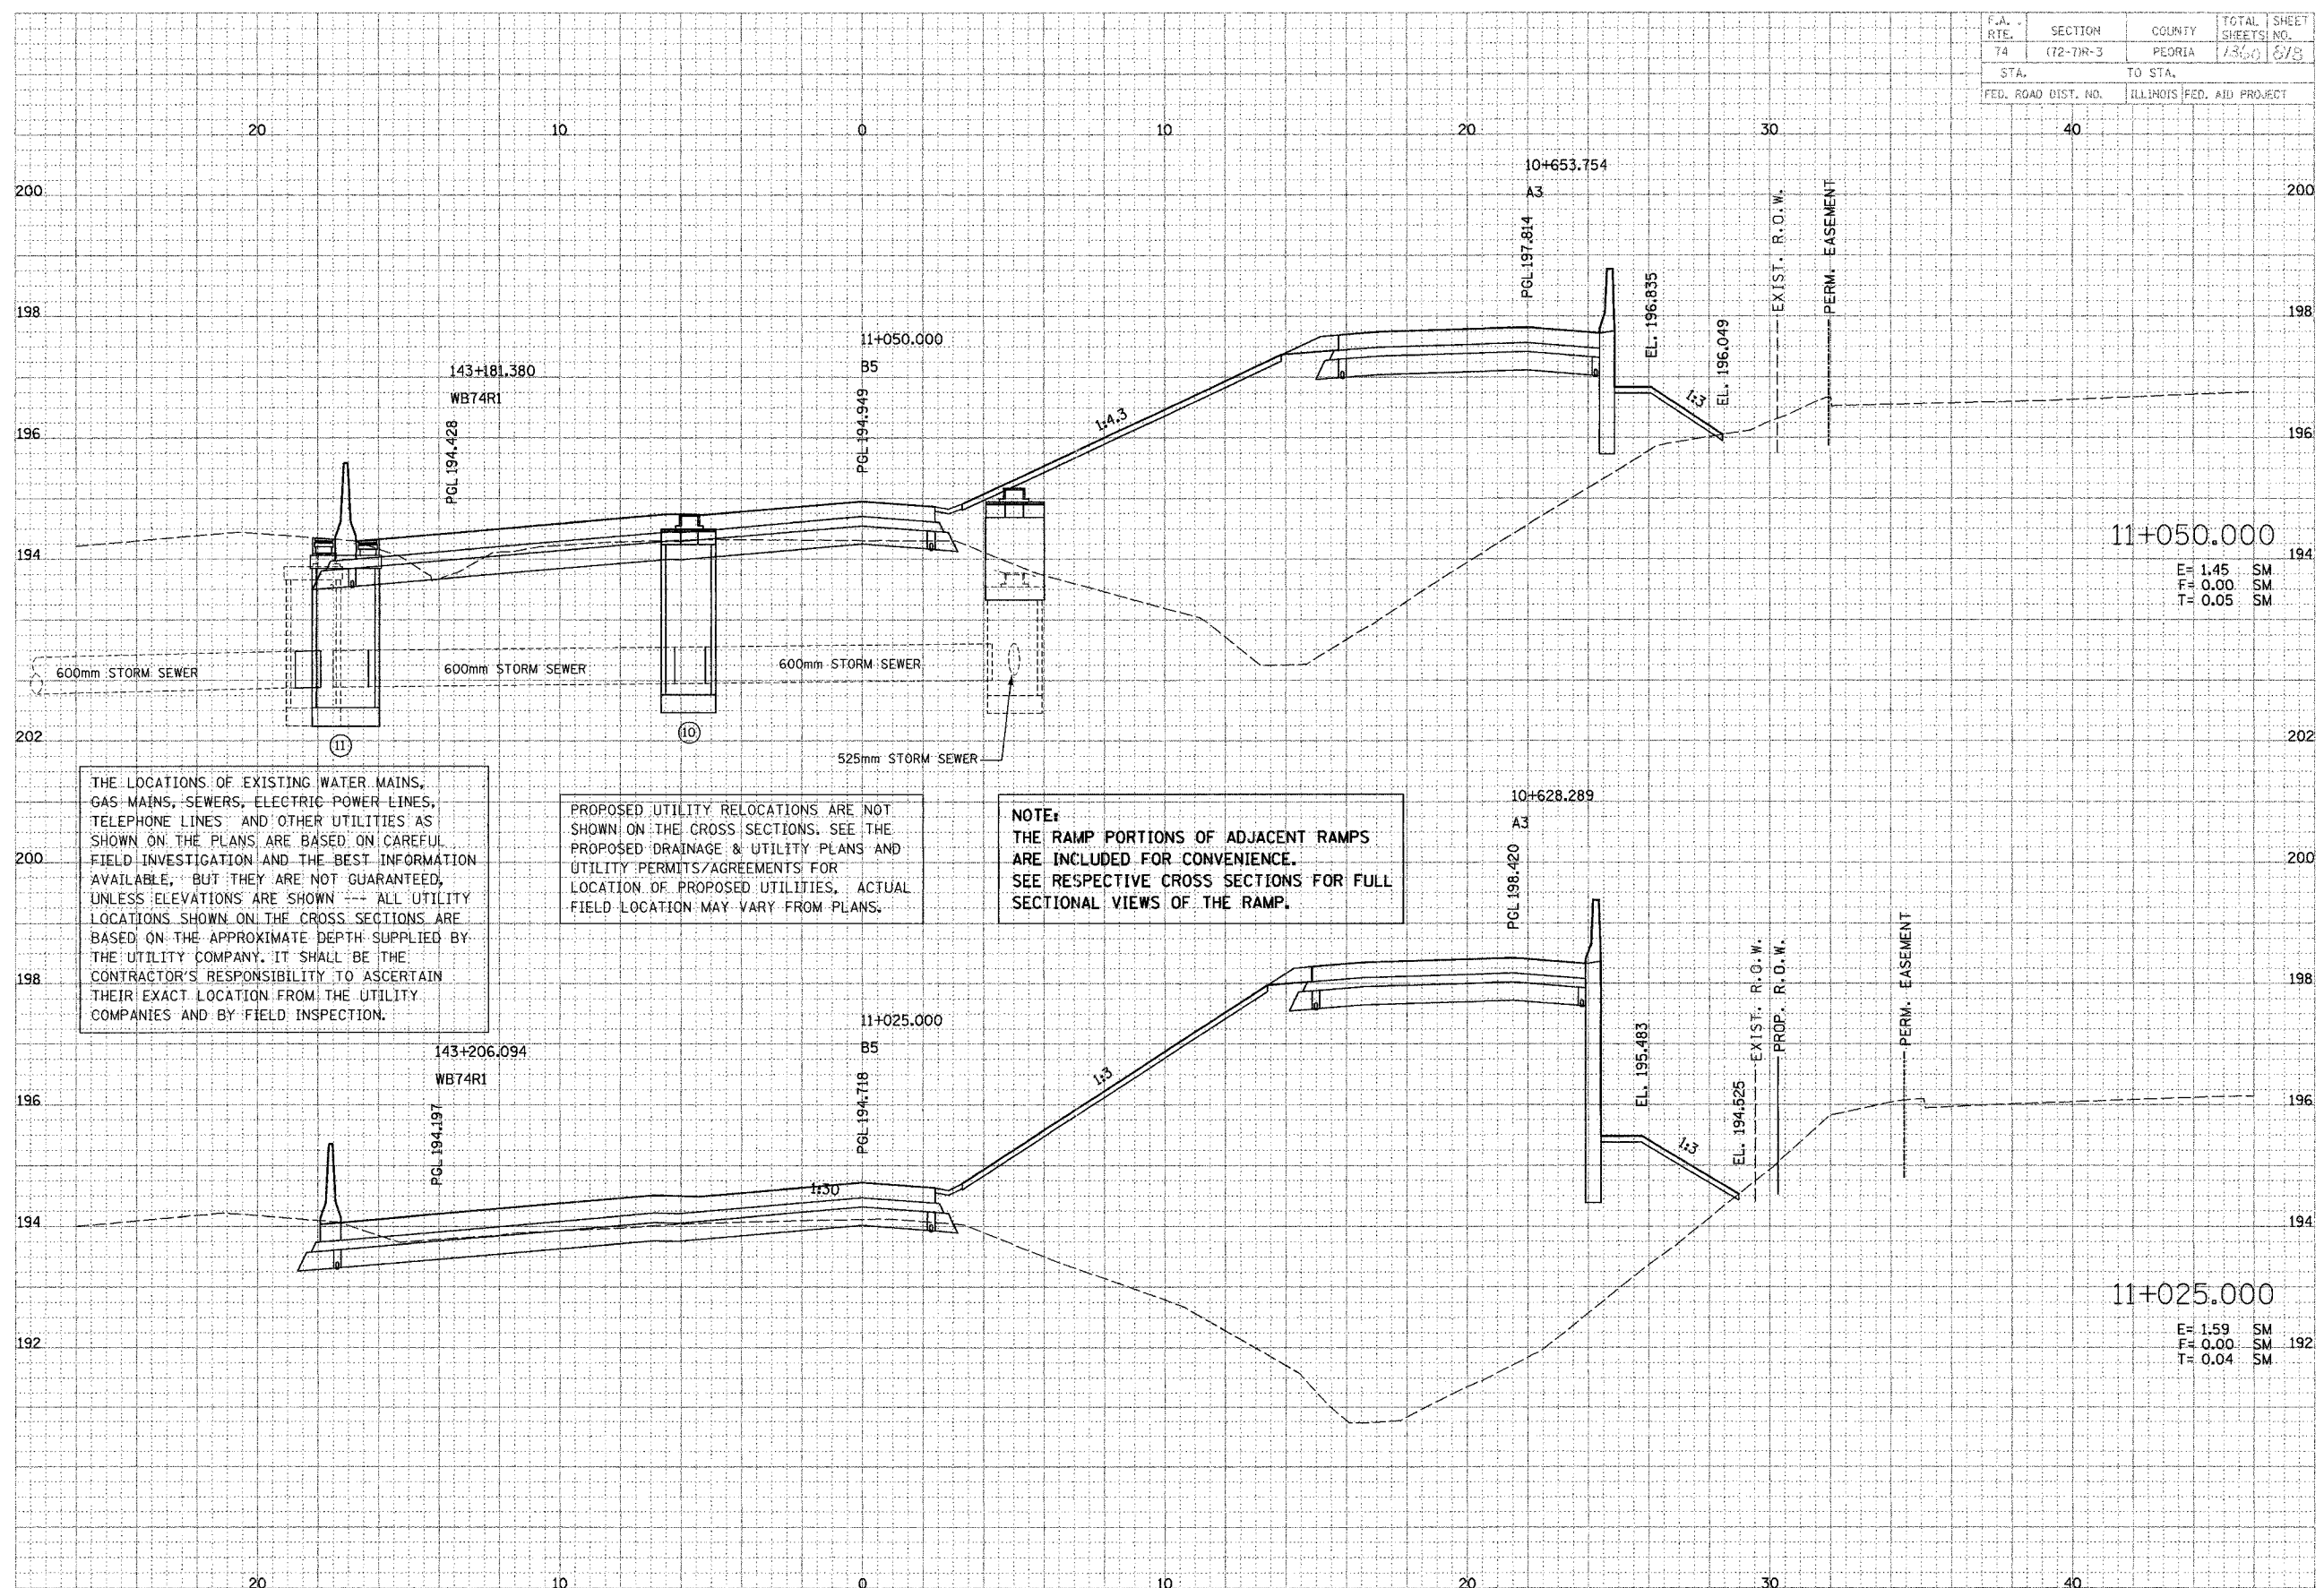 F.A. RTE. SECTION COUNTY TOTAL SHEETS SHEET NO.
74 (72-7)R-3 PEORIA
STA. TO STA.
FED. ROAD DIST. NO. ILLINOIS FED. AID PROJECT
20 10 0 10 20 30 40
10+653.754
A3
PGL 197.814
EL. 196.835
EL. 196.049
EXIST. R.O.W.
PERM. EASEMENT
200 200
198 198
11+050.000
B5
PGL 194.949
143+181.380
WB74R1
PGL 194.428
1:4.3
1:3
196 196
194 194
11+050.000
E= 1.45 SM
F= 0.00 SM
T= 0.05 SM
600mm STORM SEWER
600mm STORM SEWER
600mm STORM SEWER
525mm STORM SEWER
11
10
202 202
THE LOCATIONS OF EXISTING WATER MAINS,
GAS MAINS, SEWERS, ELECTRIC POWER LINES,
TELEPHONE LINES AND OTHER UTILITIES AS
SHOWN ON THE PLANS ARE BASED ON CAREFUL
FIELD INVESTIGATION AND THE BEST INFORMATION
AVAILABLE, BUT THEY ARE NOT GUARANTEED,
UNLESS ELEVATIONS ARE SHOWN --- ALL UTILITY
LOCATIONS SHOWN ON THE CROSS SECTIONS ARE
BASED ON THE APPROXIMATE DEPTH SUPPLIED BY
THE UTILITY COMPANY. IT SHALL BE THE
CONTRACTOR'S RESPONSIBILITY TO ASCERTAIN
THEIR EXACT LOCATION FROM THE UTILITY
COMPANIES AND BY FIELD INSPECTION.
PROPOSED UTILITY RELOCATIONS ARE NOT
SHOWN ON THE CROSS SECTIONS. SEE THE
PROPOSED DRAINAGE & UTILITY PLANS AND
UTILITY PERMITS/AGREEMENTS FOR
LOCATION OF PROPOSED UTILITIES, ACTUAL
FIELD LOCATION MAY VARY FROM PLANS.
NOTE:
THE RAMP PORTIONS OF ADJACENT RAMPS
ARE INCLUDED FOR CONVENIENCE.
SEE RESPECTIVE CROSS SECTIONS FOR FULL
SECTIONAL VIEWS OF THE RAMP.
10+628.289
A3
PGL 198.420
EL. 195.483
EL. 194.525
EXIST. R.O.W.
PROP. R.O.W.
PERM. EASEMENT
200 200
198 198
11+025.000
B5
PGL 194.718
143+206.094
WB74R1
PGL 194.197
1:30
1:3
1:3
196 196
194 194
11+025.000
E= 1.59 SM
F= 0.00 SM
T= 0.04 SM
192 192
20 10 0 10 20 30 40